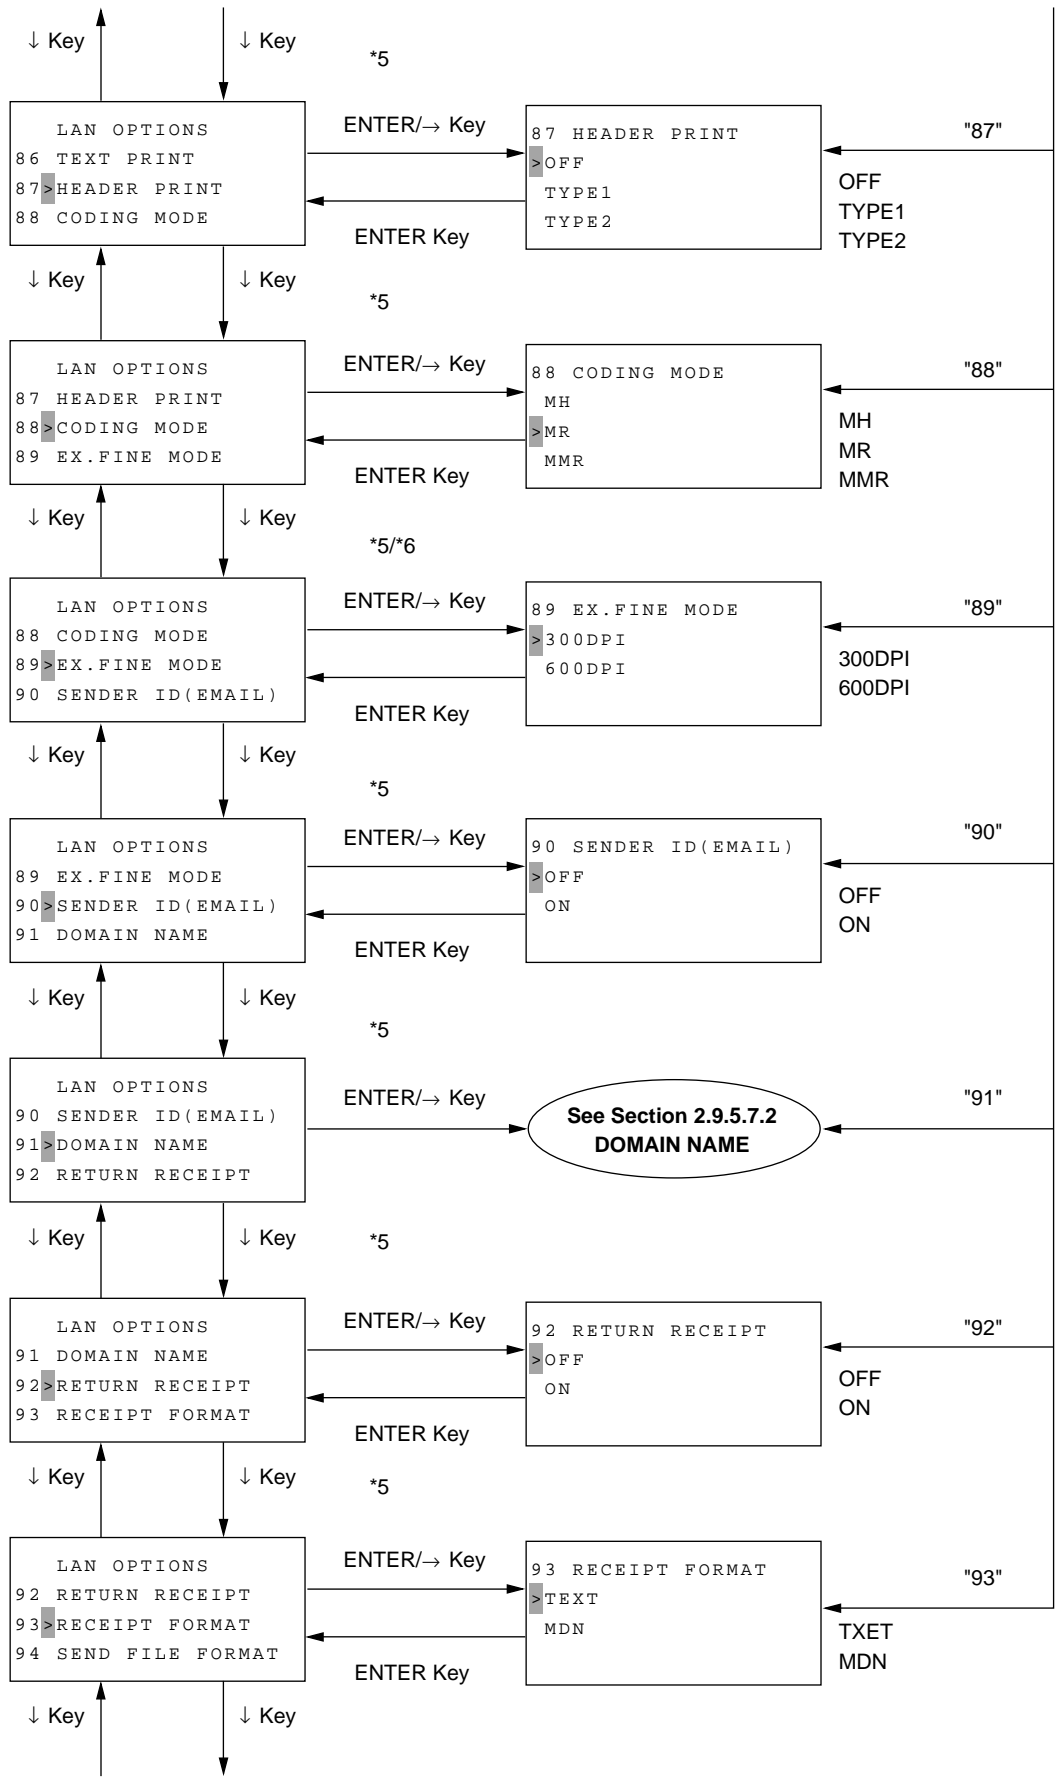 ↓ Key
↓ Key
*5
LAN OPTIONS
86 TEXT PRINT
87>HEADER PRINT
88 CODING MODE
ENTER/→ Key
ENTER Key
87 HEADER PRINT
>OFF
TYPE1
TYPE2
"87"
OFF
TYPE1
TYPE2
↓ Key
↓ Key
*5
LAN OPTIONS
87 HEADER PRINT
88>CODING MODE
89 EX.FINE MODE
ENTER/→ Key
ENTER Key
88 CODING MODE
MH
>MR
MMR
"88"
MH
MR
MMR
↓ Key
↓ Key
*5/*6
LAN OPTIONS
88 CODING MODE
89>EX.FINE MODE
90 SENDER ID(EMAIL)
ENTER/→ Key
ENTER Key
89 EX.FINE MODE
>300DPI
600DPI
"89"
300DPI
600DPI
↓ Key
↓ Key
*5
LAN OPTIONS
89 EX.FINE MODE
90>SENDER ID(EMAIL)
91 DOMAIN NAME
ENTER/→ Key
ENTER Key
90 SENDER ID(EMAIL)
>OFF
ON
"90"
OFF
ON
↓ Key
↓ Key
*5
LAN OPTIONS
90 SENDER ID(EMAIL)
91>DOMAIN NAME
92 RETURN RECEIPT
ENTER/→ Key
See Section 2.9.5.7.2
DOMAIN NAME
"91"
↓ Key
↓ Key
*5
LAN OPTIONS
91 DOMAIN NAME
92>RETURN RECEIPT
93 RECEIPT FORMAT
ENTER/→ Key
ENTER Key
92 RETURN RECEIPT
>OFF
ON
"92"
OFF
ON
↓ Key
↓ Key
*5
LAN OPTIONS
92 RETURN RECEIPT
93>RECEIPT FORMAT
94 SEND FILE FORMAT
ENTER/→ Key
ENTER Key
93 RECEIPT FORMAT
>TEXT
MDN
"93"
TXET
MDN
↓ Key
↓ Key